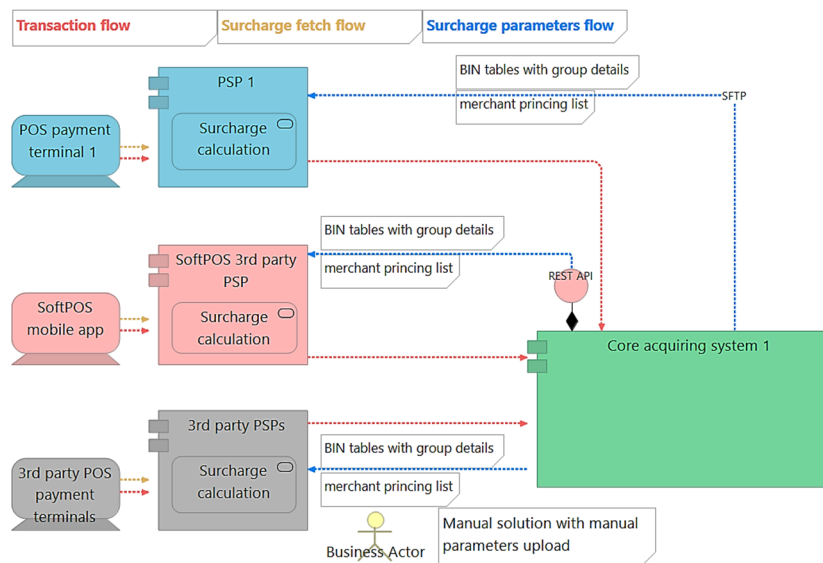 Transaction flow
Surcharge fetch flow
Surcharge parameters flow
PSP 1
BIN tables with group details
merchant princing list
SFTP
POS payment
terminal 1
Surcharge
calculation
BIN tables with group details
merchant princing list
REST API
SoftPOS 3rd party
PSP
SoftPOS
mobile app
Surcharge
calculation
Core acquiring system 1
3rd party PSPs
BIN tables with group details
merchant princing list
3rd party POS
payment
terminals
Surcharge
calculation
Business Actor
Manual solution with manual
parameters upload